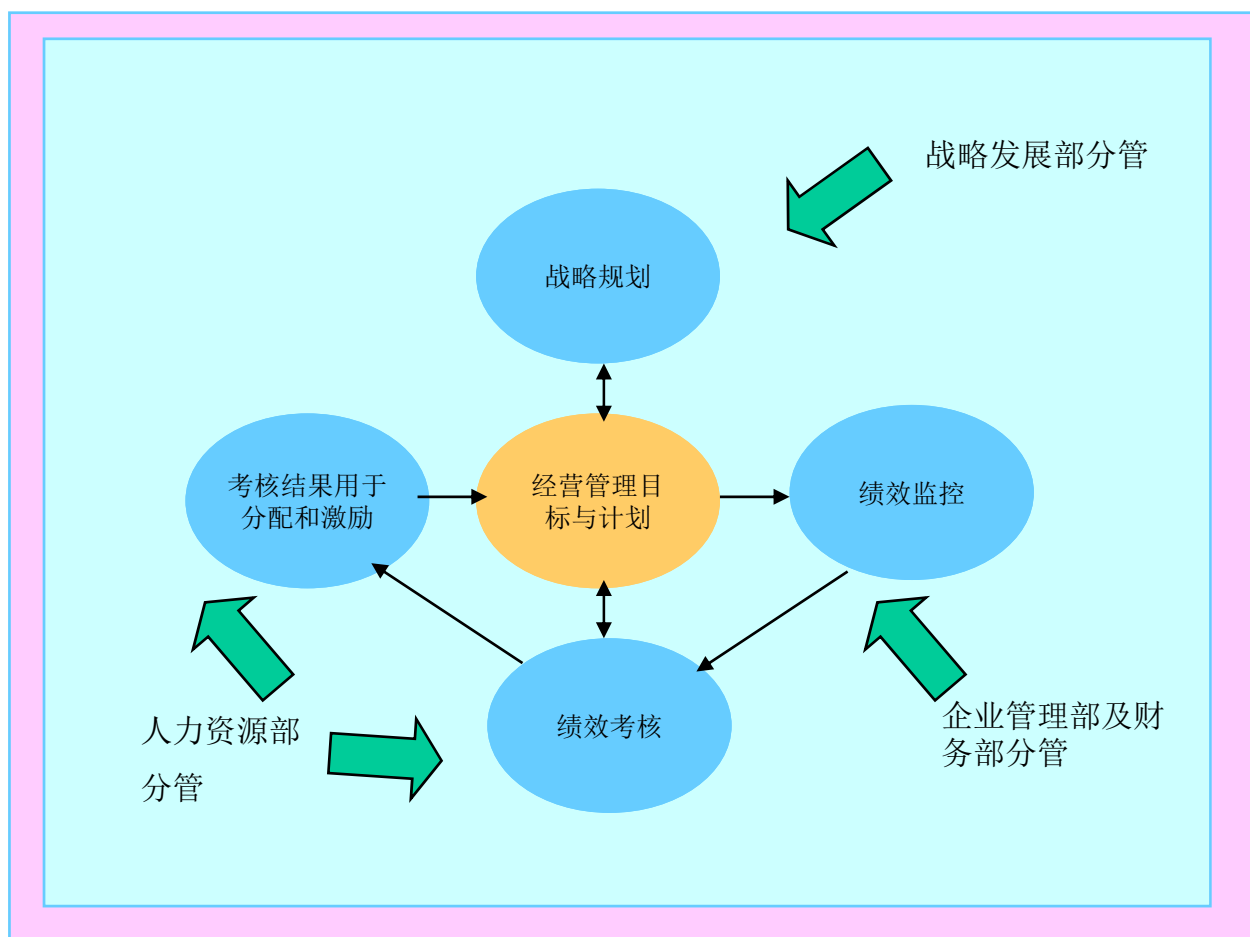 战略发展部分管
战略规划
考核结果用于
分配和激励
经营管理目
标与计划
绩效监控
人力资源部
分管
绩效考核
企业管理部及财
务部分管